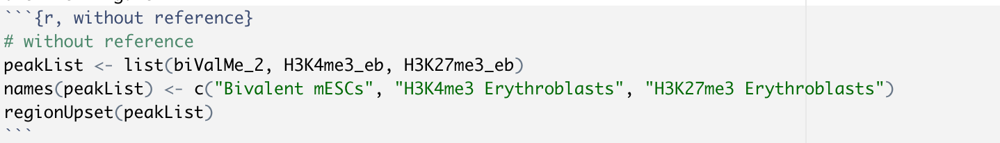 ```{r, without reference}
# without reference
peakList <- list(biValMe_2, H3K4me3_eb, H3K27me3_eb)
names(peakList) <- c("Bivalent mESCs", "H3K4me3 Erythroblasts", "H3K27me3 Erythroblasts")
regionUpset(peakList)
```